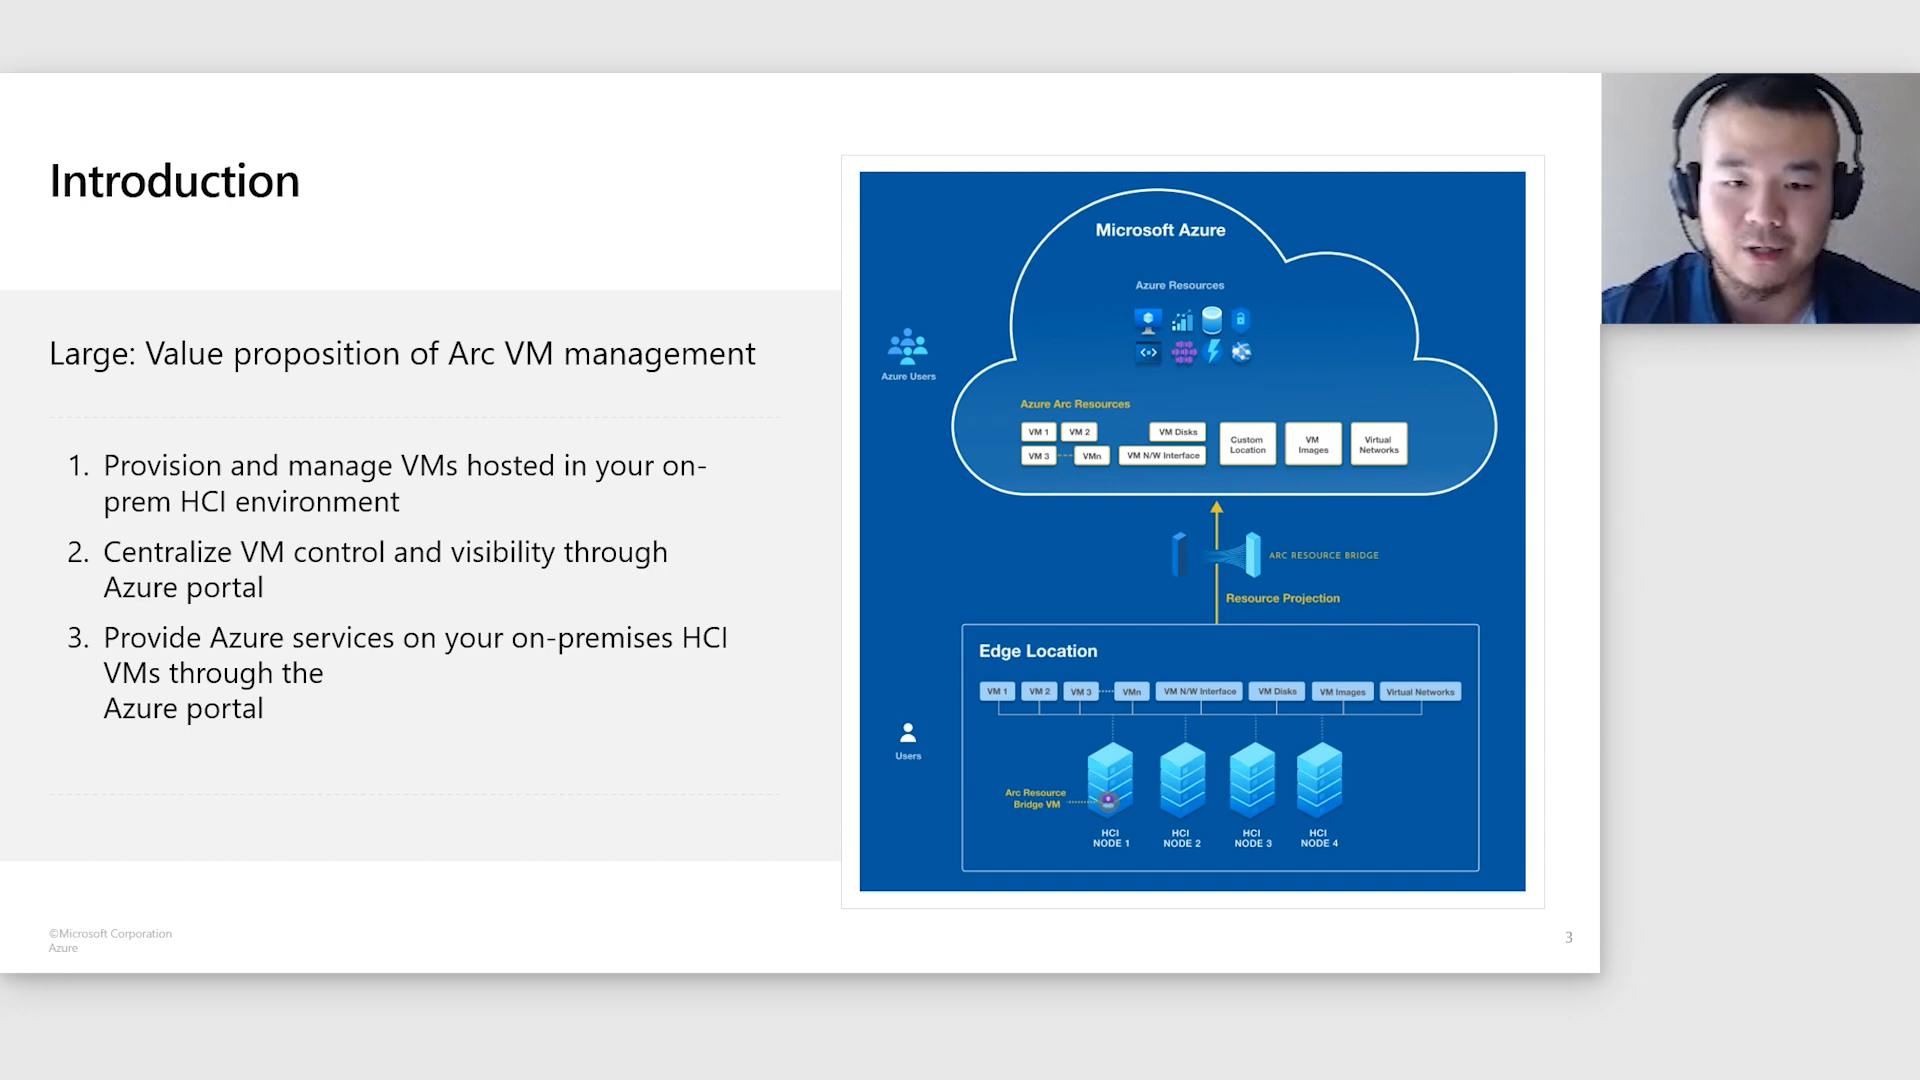 Introduction
Large: Value proposition of Arc VM management
1. Provision and manage VMs hosted in your on-
prem HCI environment
2. Centralize VM control and visibility through
Azure portal
3. Provide Azure services on your on-premises HCI
VMs through the
Azure portal
©Microsoft Corporation
Azure
Microsoft Azure
Azure Resources
Azure Users
Azure Arc Resources
VM 1
VM 2
VM 3
VMn
VM Disks
VM N/W Interface
Custom
Location
VM
Images
Virtual
Networks
ARC RESOURCE BRIDGE
Resource Projection
Edge Location
VM 1
VM 2
VM 3
VMn
VM N/W Interface
VM Disks
VM Images
Virtual Networks
Users
Arc Resource
Bridge VM
HCI
NODE 1
HCI
NODE 2
HCI
NODE 3
HCI
NODE 4
3